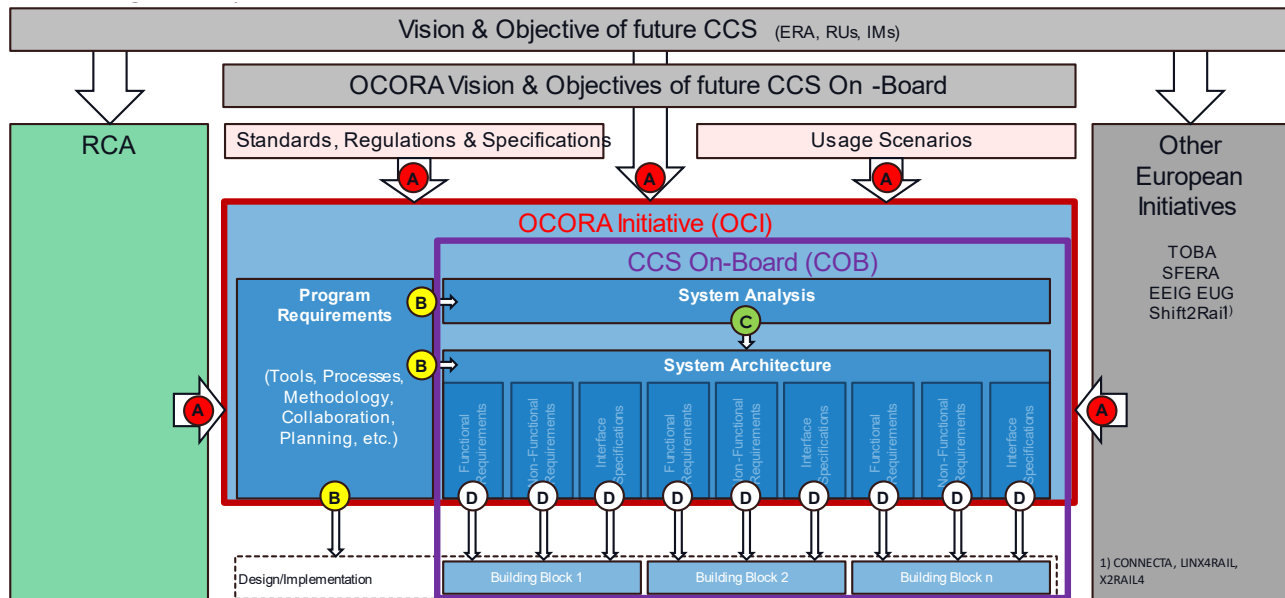 Vision & Objective of future CCS (ERA, RUs, IMs)
OCORA Vision & Objectives of future CCS On -Board
RCA
Standards, Regulations & Specifications
Usage Scenarios
Other
European
Initiatives
TOBA
SFERA
EEIG EUG
Shift2Rail1)
A
A
A
OCORA Initiative (OCI)
CCS On-Board (COB)
Program
Requirements
B
System Analysis
C
B
System Architecture
(Tools, Processes,
Methodology,
Collaboration,
Planning, etc.)
A
A
Functional
Requirements
Non-Functional
Requirements
Interface
Specifications
Functional
Requirements
Non-Functional
Requirements
Interface
Specifications
Functional
Requirements
Non-Functional
Requirements
Interface
Specifications
B
D
D
D
D
D
D
D
D
D
Design/Implementation
Building Block 1
Building Block 2
Building Block n
1) CONNECTA, LINX4RAIL,
X2RAIL4